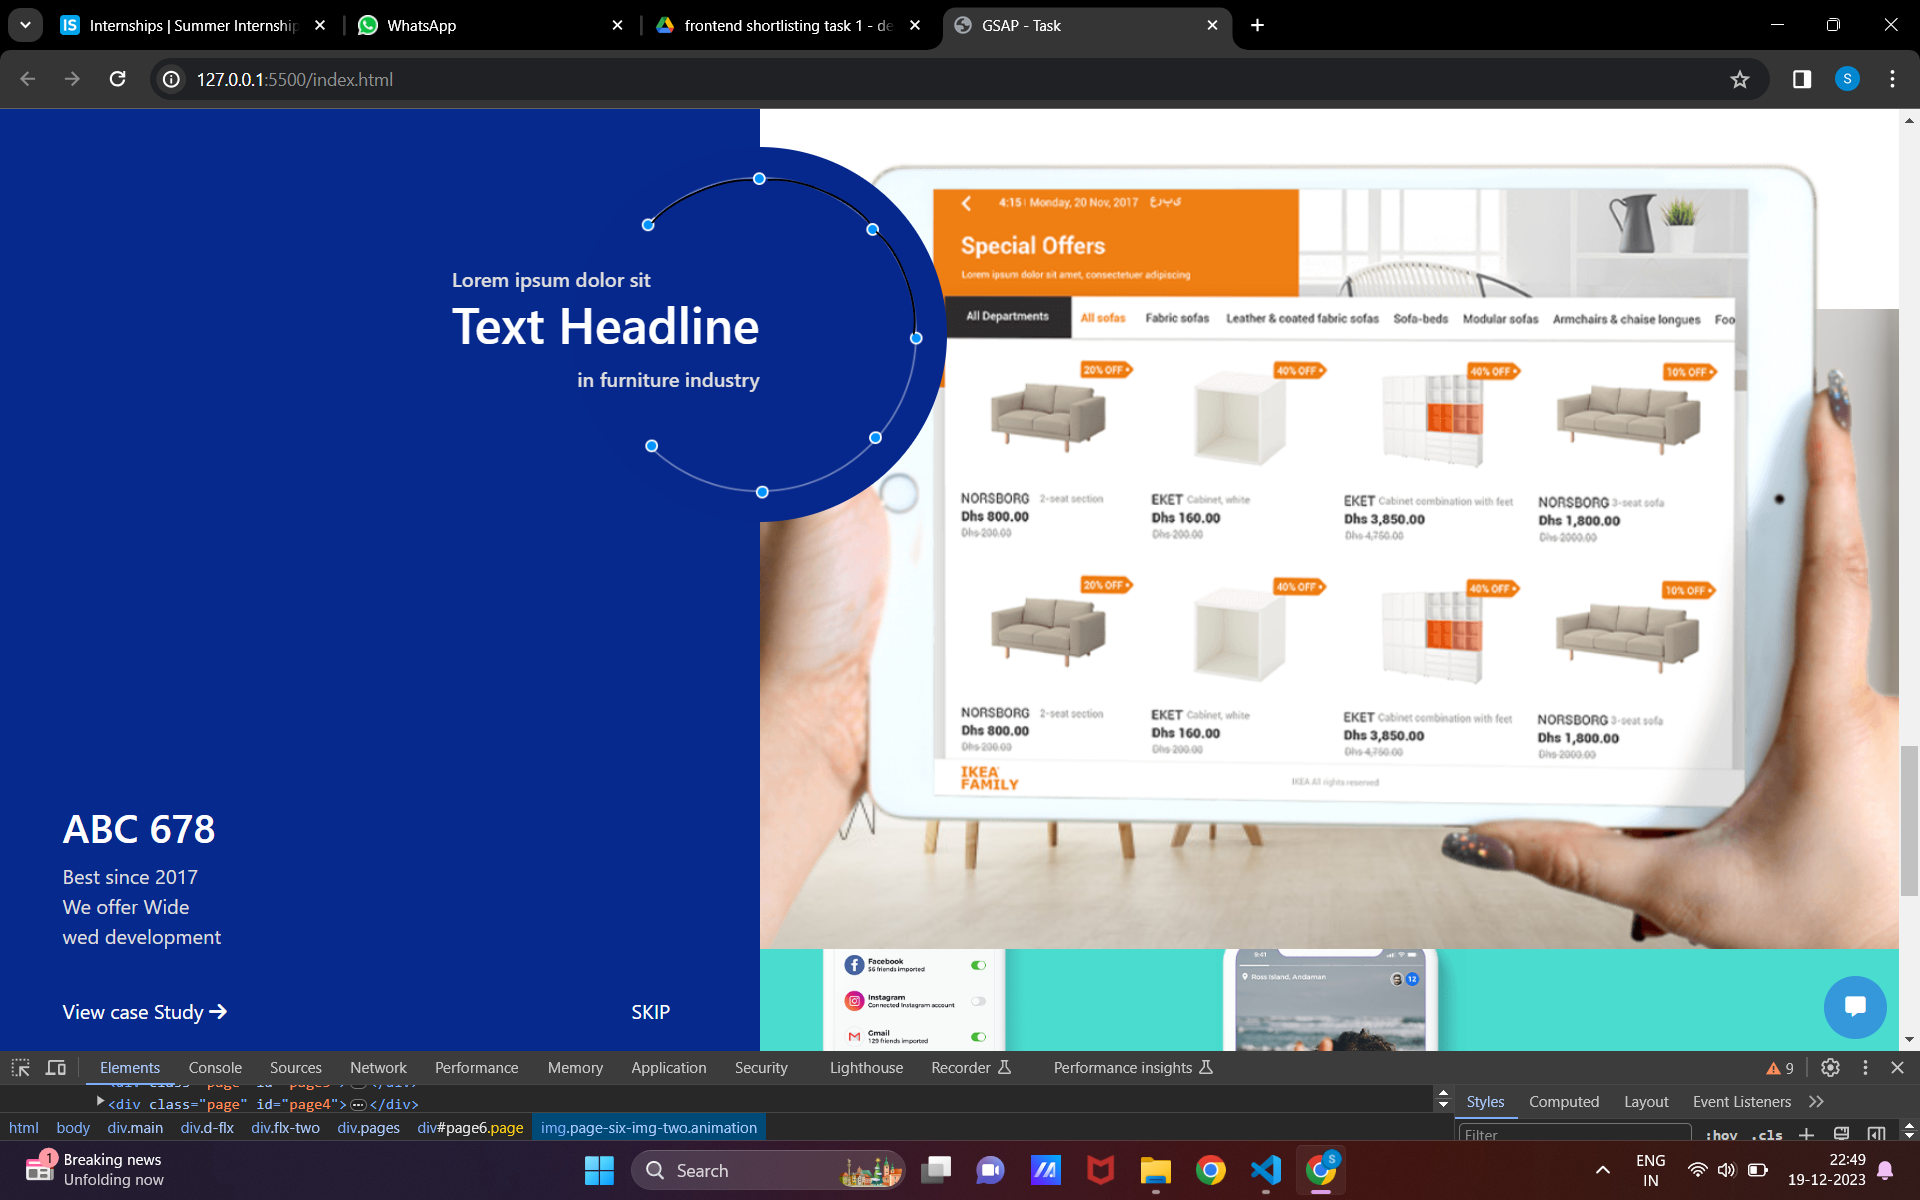 Internships | Summer Internship
WhatsApp
frontend shortlisting task 1 - de
GSAP - Task
127.0.0.1:5500/index.html
S
Lorem ipsum dolor sit
Text Headline
in furniture industry
ABC 678
Best since 2017
We offer Wide
wed development
View case Study
SKIP
4:15 | Monday, 20 Nov, 2017
Special Offers
Lorem ipsum dolor sit amet, consectetuer adipiscing
All Departments All sofas Fabric sofas Leather & coated fabric sofas Sofa-beds Modular sofas Armchairs & chaise longues Foo
20% OFF 40% OFF 40% OFF 10% OFF
NORSBORG 2-seat section EKET Cabinet, white EKET Cabinet combination with feet NORSBORG 3-seat sofa
Dhs 800.00 Dhs 160.00 Dhs 3,850.00 Dhs 1,800.00
Dhs 200.00 Dhs 200.00 Dhs 4,750.00 Dhs 2000.00
20% OFF 40% OFF 40% OFF 10% OFF
NORSBORG 2-seat section EKET Cabinet, white EKET Cabinet combination with feet NORSBORG 3-seat sofa
Dhs 800.00 Dhs 160.00 Dhs 3,850.00 Dhs 1,800.00
Dhs 200.00 Dhs 200.00 Dhs 4,750.00 Dhs 2000.00
IKEA
FAMILY
IKEA All rights reserved
Facebook
56 friends imported
Instagram
Connected Instagram account
Gmail
129 friends imported
9:41
Ross Island, Andaman
12
Elements Console Sources Network Performance Memory Application Security Lighthouse Recorder Performance insights 9
<div class="page" id="page4">…</div>
html body div.main div.d-flx div.flx-two div.pages div#page6.page img.page-six-img-two.animation
Styles Computed Layout Event Listeners
Filter :hov .cls
1
Breaking news
Unfolding now
Search
S
ENG
IN
22:49
19-12-2023